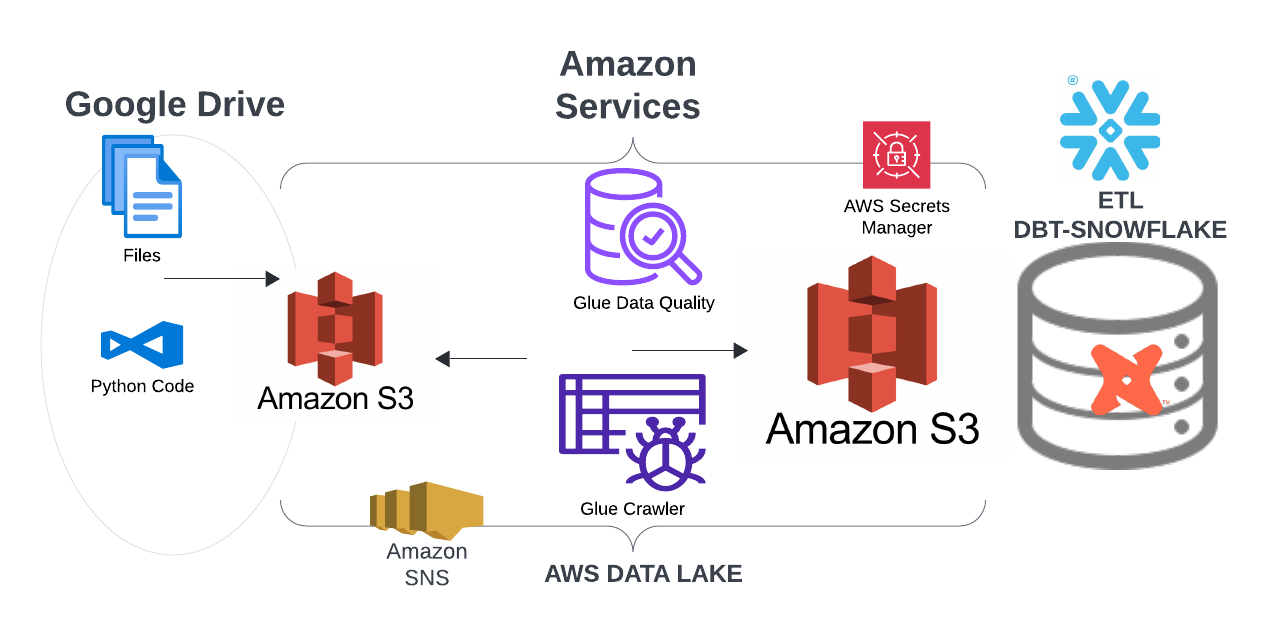 Amazon
Services
Google Drive
Files
Python Code
Amazon S3
Glue Data Quality
Glue Crawler
AWS Secrets
Manager
Amazon S3
ETL
DBT-SNOWFLAKE
Amazon
SNS
AWS DATA LAKE
®
™